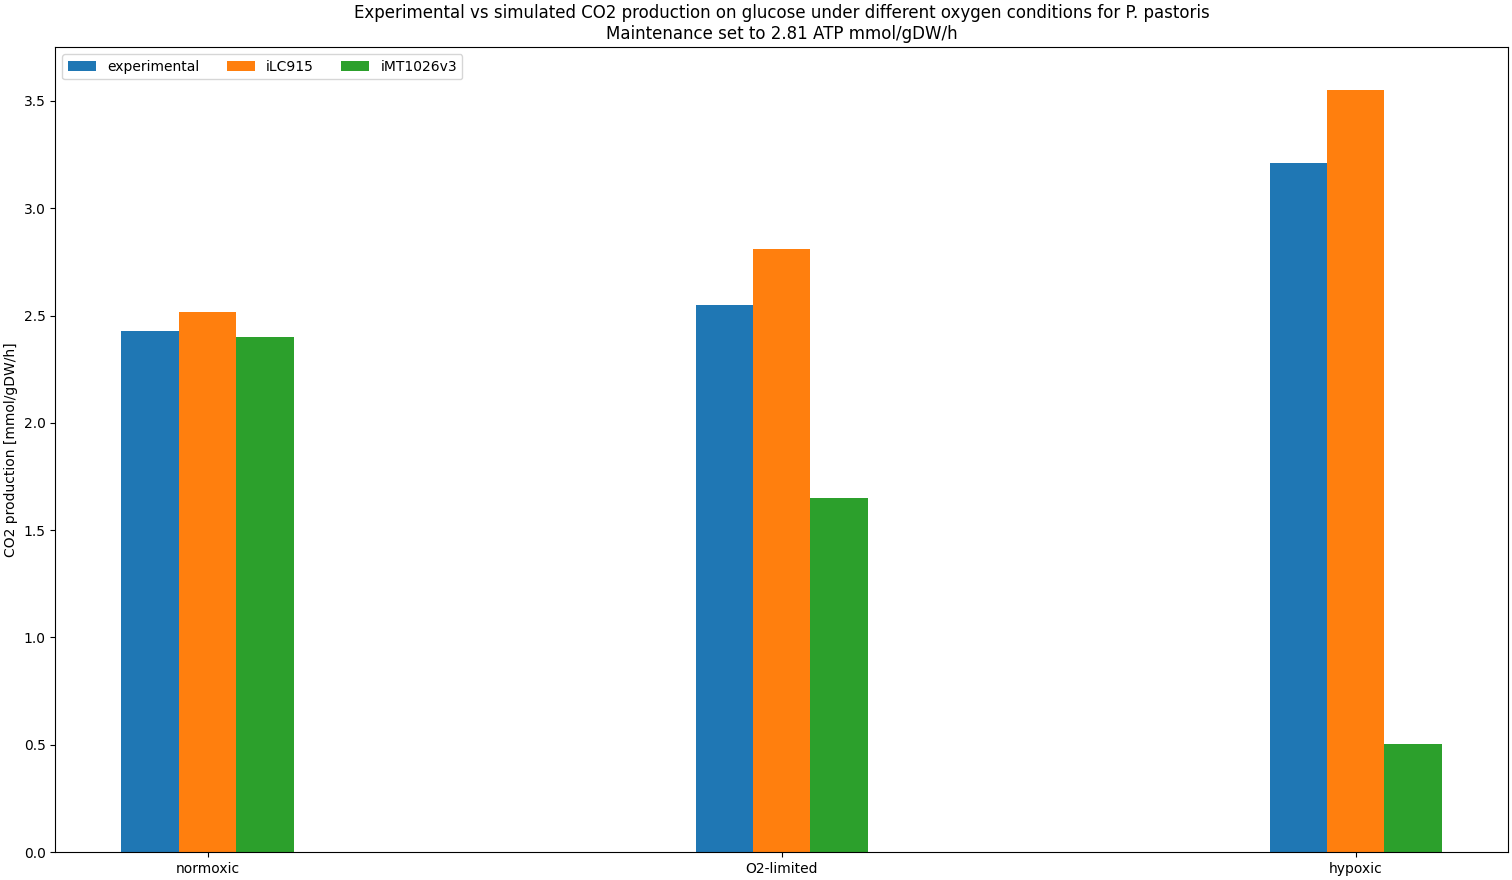 Experimental vs simulated CO2 production on glucose under different oxygen conditions for P. pastoris
Maintenance set to 2.81 ATP mmol/gDW/h
experimental
iLC915
iMT1026v3
CO2 production [mmol/gDW/h]
3.5
3.0
2.5
2.0
1.5
1.0
0.5
0.0
normoxic
O2-limited
hypoxic